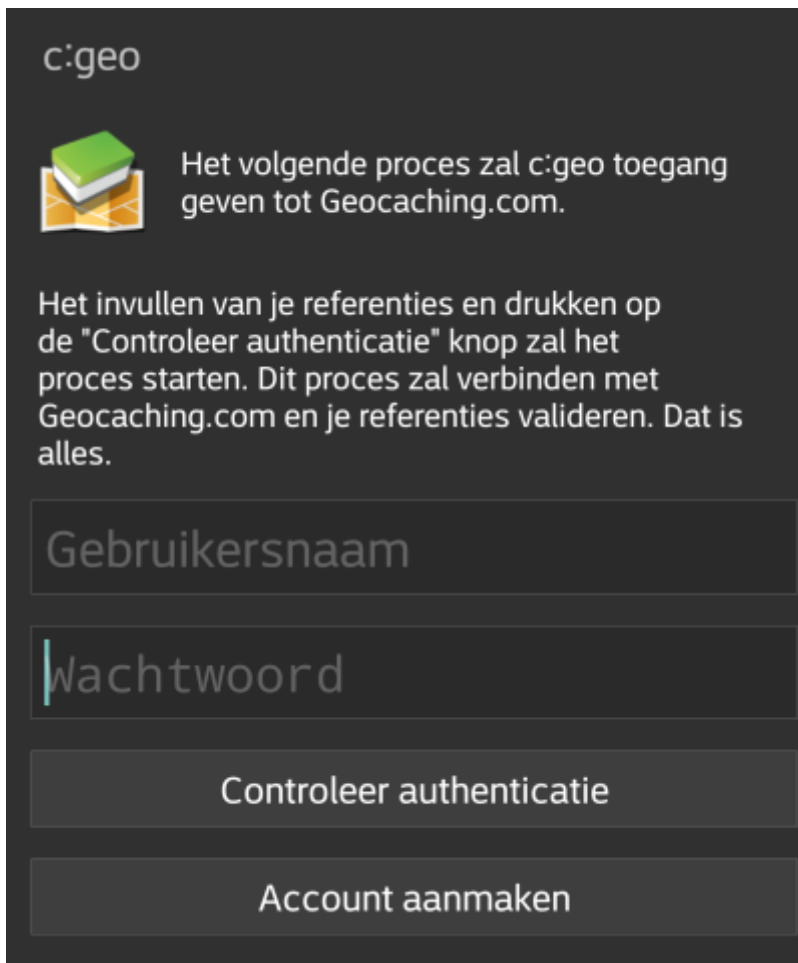 c:geo
Het volgende proces zal c:geo toegang
geven tot Geocaching.com.
Het invullen van je referenties en drukken op
de "Controleer authenticatie" knop zal het
proces starten. Dit proces zal verbinden met
Geocaching.com en je referenties valideren. Dat is
alles.
Gebruikersnaam
Wachtwoord
Controleer authenticatie
Account aanmaken